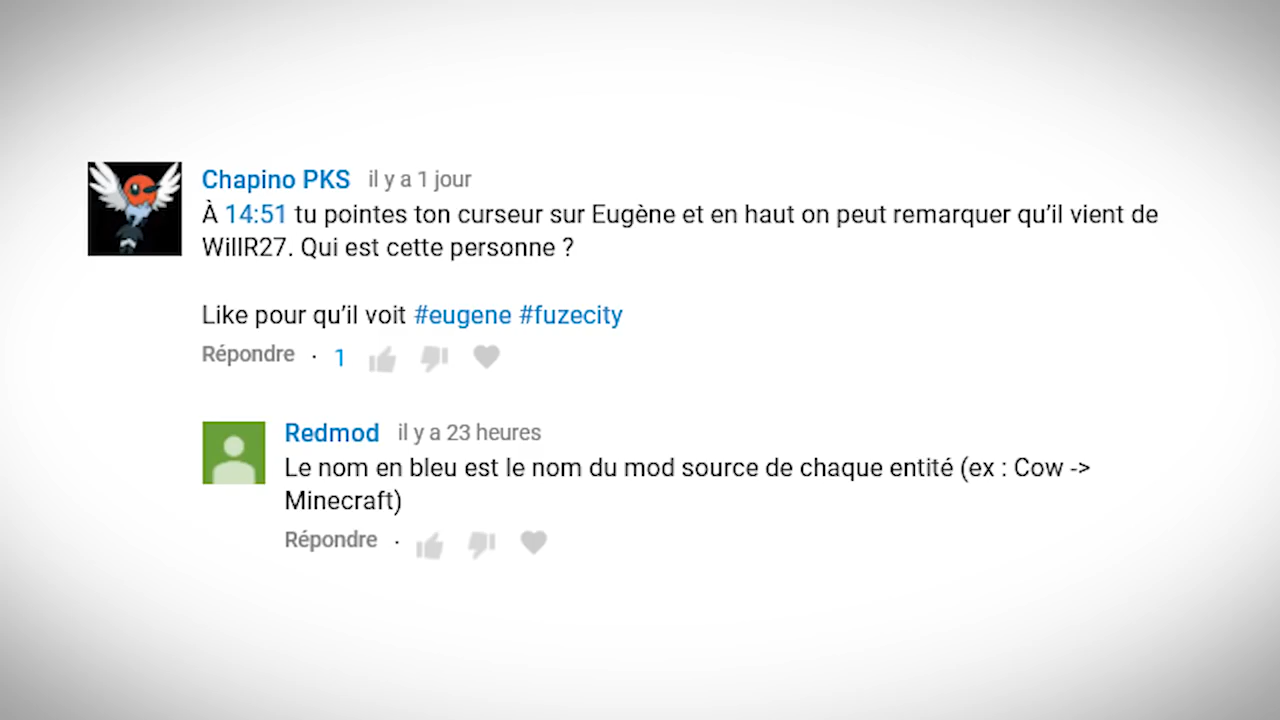 Chapino PKS il y a 1 jour
À 14:51 tu pointes ton curseur sur Eugène et en haut on peut remarquer qu'il vient de
WillR27. Qui est cette personne ?
Like pour qu'il voit #eugene #fuzecity
Répondre · 1
Redmod il y a 23 heures
Le nom en bleu est le nom du mod source de chaque entité (ex : Cow ->
Minecraft)
Répondre ·